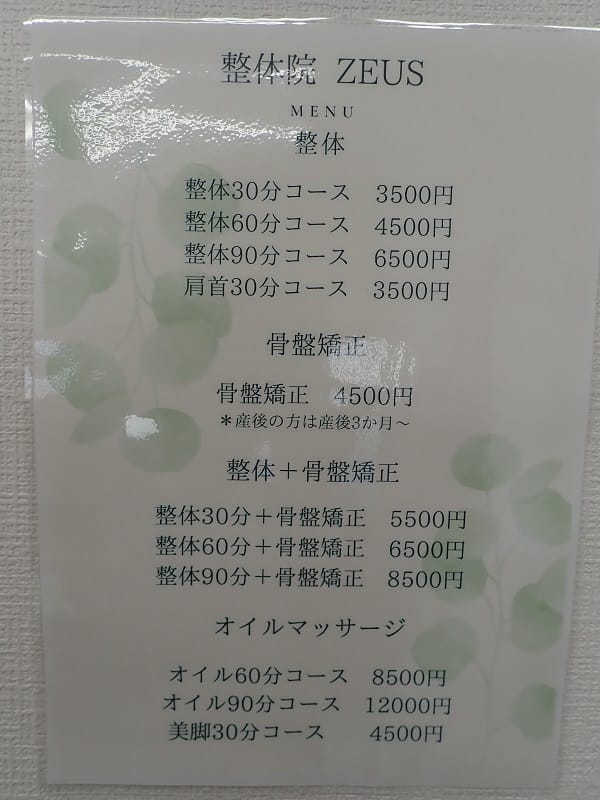 整体院 ZEUS
MENU
整体
整体30分コース 3500円
整体60分コース 4500円
整体90分コース 6500円
肩首30分コース 3500円
骨盤矯正
骨盤矯正 4500円
＊産後の方は産後3か月～
整体＋骨盤矯正
整体30分＋骨盤矯正 5500円
整体60分＋骨盤矯正 6500円
整体90分＋骨盤矯正 8500円
オイルマッサージ
オイル60分コース 8500円
オイル90分コース 12000円
美脚30分コース 4500円